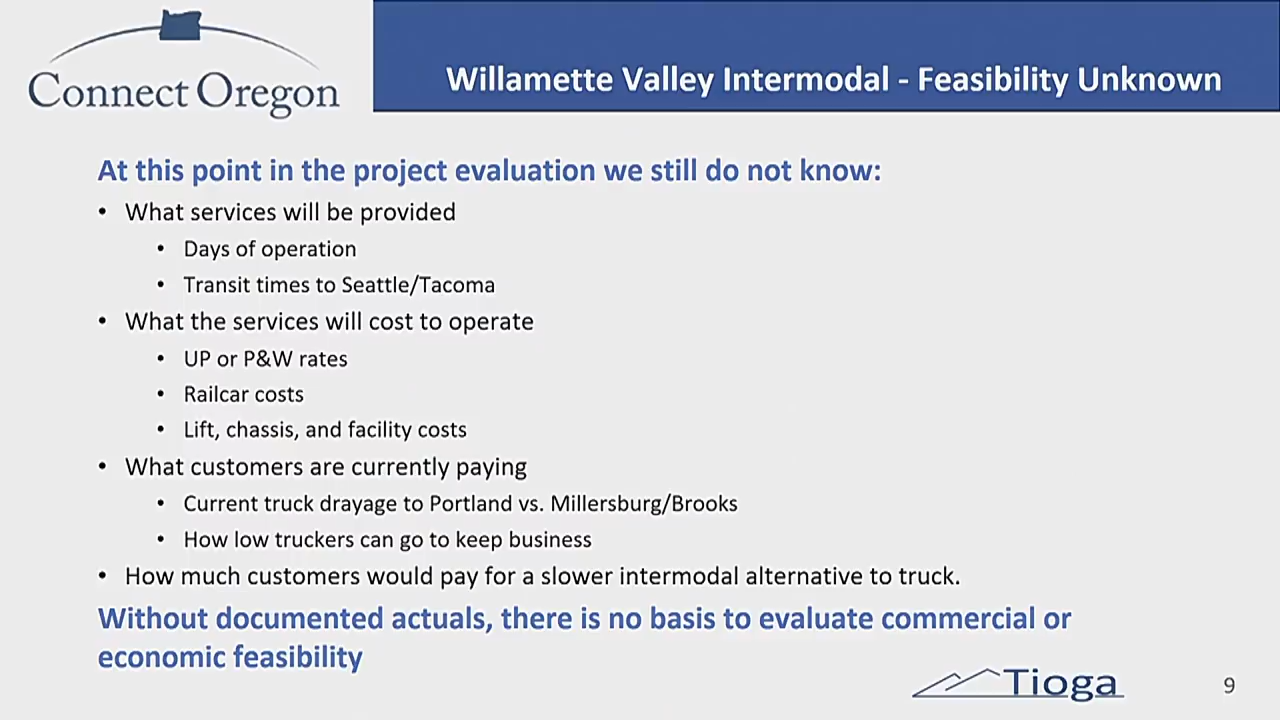 Connect Oregon
Willamette Valley Intermodal - Feasibility Unknown
At this point in the project evaluation we still do not know:
• What services will be provided
• Days of operation
• Transit times to Seattle/Tacoma
• What the services will cost to operate
• UP or P&W rates
• Railcar costs
• Lift, chassis, and facility costs
• What customers are currently paying
• Current truck drayage to Portland vs. Millersburg/Brooks
• How low truckers can go to keep business
• How much customers would pay for a slower intermodal alternative to truck.
Without documented actuals, there is no basis to evaluate commercial or
economic feasibility
Tioga
9